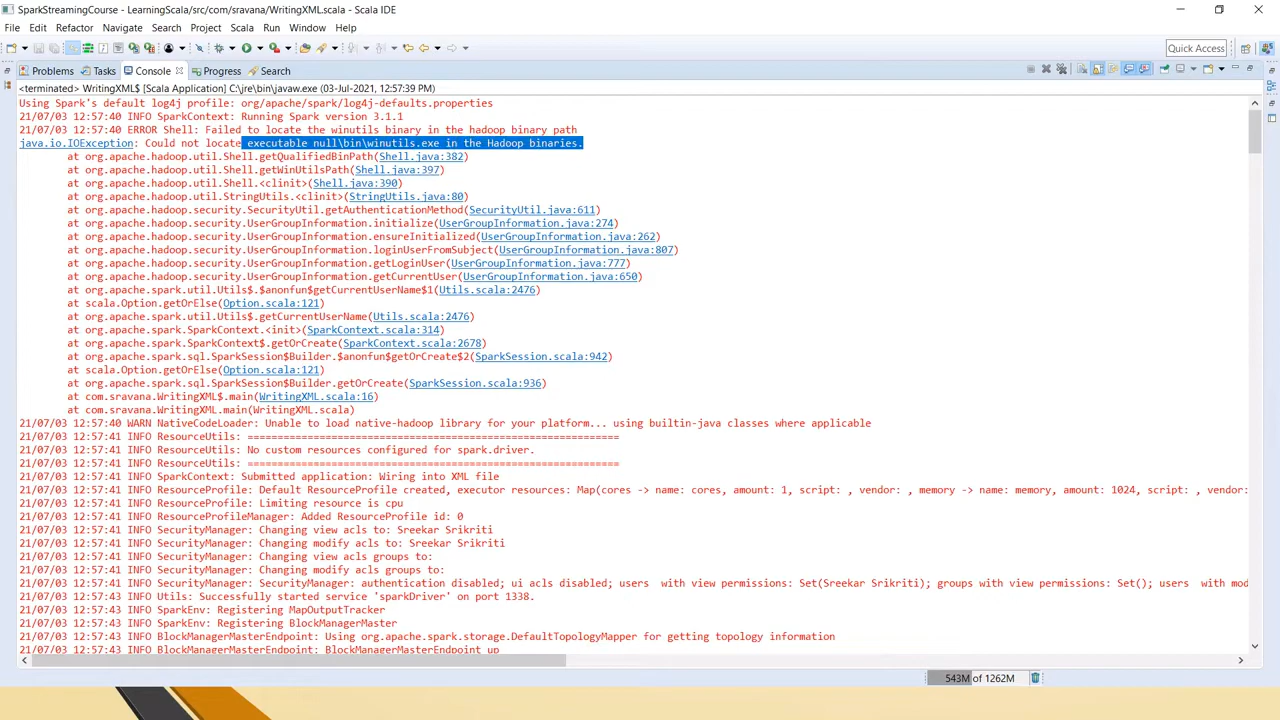 SparkStreamingCourse - LearningScala/src/com/sravana/WritingXML.scala - Scala IDE
File Edit Refactor Navigate Search Project Scala Run Window Help
Quick Access
Problems Tasks Console Progress Search
<terminated> WritingXML$ [Scala Application] C:\jre\bin\javaw.exe (03-Jul-2021, 12:57:39 PM)
Using Spark's default log4j profile: org/apache/spark/log4j-defaults.properties
21/07/03 12:57:40 INFO SparkContext: Running Spark version 3.1.1
21/07/03 12:57:40 ERROR Shell: Failed to locate the winutils binary in the hadoop binary path
java.io.IOException: Could not locate executable null\bin\winutils.exe in the Hadoop binaries.
at org.apache.hadoop.util.Shell.getQualifiedBinPath(Shell.java:382)
at org.apache.hadoop.util.Shell.getWinUtilsPath(Shell.java:397)
at org.apache.hadoop.util.Shell.<clinit>(Shell.java:390)
at org.apache.hadoop.util.StringUtils.<clinit>(StringUtils.java:80)
at org.apache.hadoop.security.SecurityUtil.getAuthenticationMethod(SecurityUtil.java:611)
at org.apache.hadoop.security.UserGroupInformation.initialize(UserGroupInformation.java:274)
at org.apache.hadoop.security.UserGroupInformation.ensureInitialized(UserGroupInformation.java:262)
at org.apache.hadoop.security.UserGroupInformation.loginUserFromSubject(UserGroupInformation.java:807)
at org.apache.hadoop.security.UserGroupInformation.getLoginUser(UserGroupInformation.java:777)
at org.apache.hadoop.security.UserGroupInformation.getCurrentUser(UserGroupInformation.java:650)
at org.apache.spark.util.Utils$.$anonfun$getCurrentUserName$1(Utils.scala:2476)
at scala.Option.getOrElse(Option.scala:121)
at org.apache.spark.util.Utils$.getCurrentUserName(Utils.scala:2476)
at org.apache.spark.SparkContext.<init>(SparkContext.scala:314)
at org.apache.spark.SparkContext$.getOrCreate(SparkContext.scala:2678)
at org.apache.spark.sql.SparkSession$Builder.$anonfun$getOrCreate$2(SparkSession.scala:942)
at scala.Option.getOrElse(Option.scala:121)
at org.apache.spark.sql.SparkSession$Builder.getOrCreate(SparkSession.scala:936)
at com.sravana.WritingXML$.main(WritingXML.scala:16)
at com.sravana.WritingXML.main(WritingXML.scala)
21/07/03 12:57:40 WARN NativeCodeLoader: Unable to load native-hadoop library for your platform... using builtin-java classes where applicable
21/07/03 12:57:41 INFO ResourceUtils: ==============================================================
21/07/03 12:57:41 INFO ResourceUtils: No custom resources configured for spark.driver.
21/07/03 12:57:41 INFO ResourceUtils: ==============================================================
21/07/03 12:57:41 INFO SparkContext: Submitted application: Wiring into XML file
21/07/03 12:57:41 INFO ResourceProfile: Default ResourceProfile created, executor resources: Map(cores -> name: cores, amount: 1, script: , vendor: , memory -> name: memory, amount: 1024, script: , vendor:
21/07/03 12:57:41 INFO ResourceProfile: Limiting resource is cpu
21/07/03 12:57:41 INFO ResourceProfileManager: Added ResourceProfile id: 0
21/07/03 12:57:41 INFO SecurityManager: Changing view acls to: Sreekar Srikriti
21/07/03 12:57:41 INFO SecurityManager: Changing modify acls to: Sreekar Srikriti
21/07/03 12:57:41 INFO SecurityManager: Changing view acls groups to:
21/07/03 12:57:41 INFO SecurityManager: Changing modify acls groups to:
21/07/03 12:57:41 INFO SecurityManager: SecurityManager: authentication disabled; ui acls disabled; users  with view permissions: Set(Sreekar Srikriti); groups with view permissions: Set(); users  with mod
21/07/03 12:57:43 INFO Utils: Successfully started service 'sparkDriver' on port 1338.
21/07/03 12:57:43 INFO SparkEnv: Registering MapOutputTracker
21/07/03 12:57:43 INFO SparkEnv: Registering BlockManagerMaster
21/07/03 12:57:43 INFO BlockManagerMasterEndpoint: Using org.apache.spark.storage.DefaultTopologyMapper for getting topology information
21/07/03 12:57:43 INFO BlockManagerMasterEndpoint: BlockManagerMasterEndpoint up
543M of 1262M